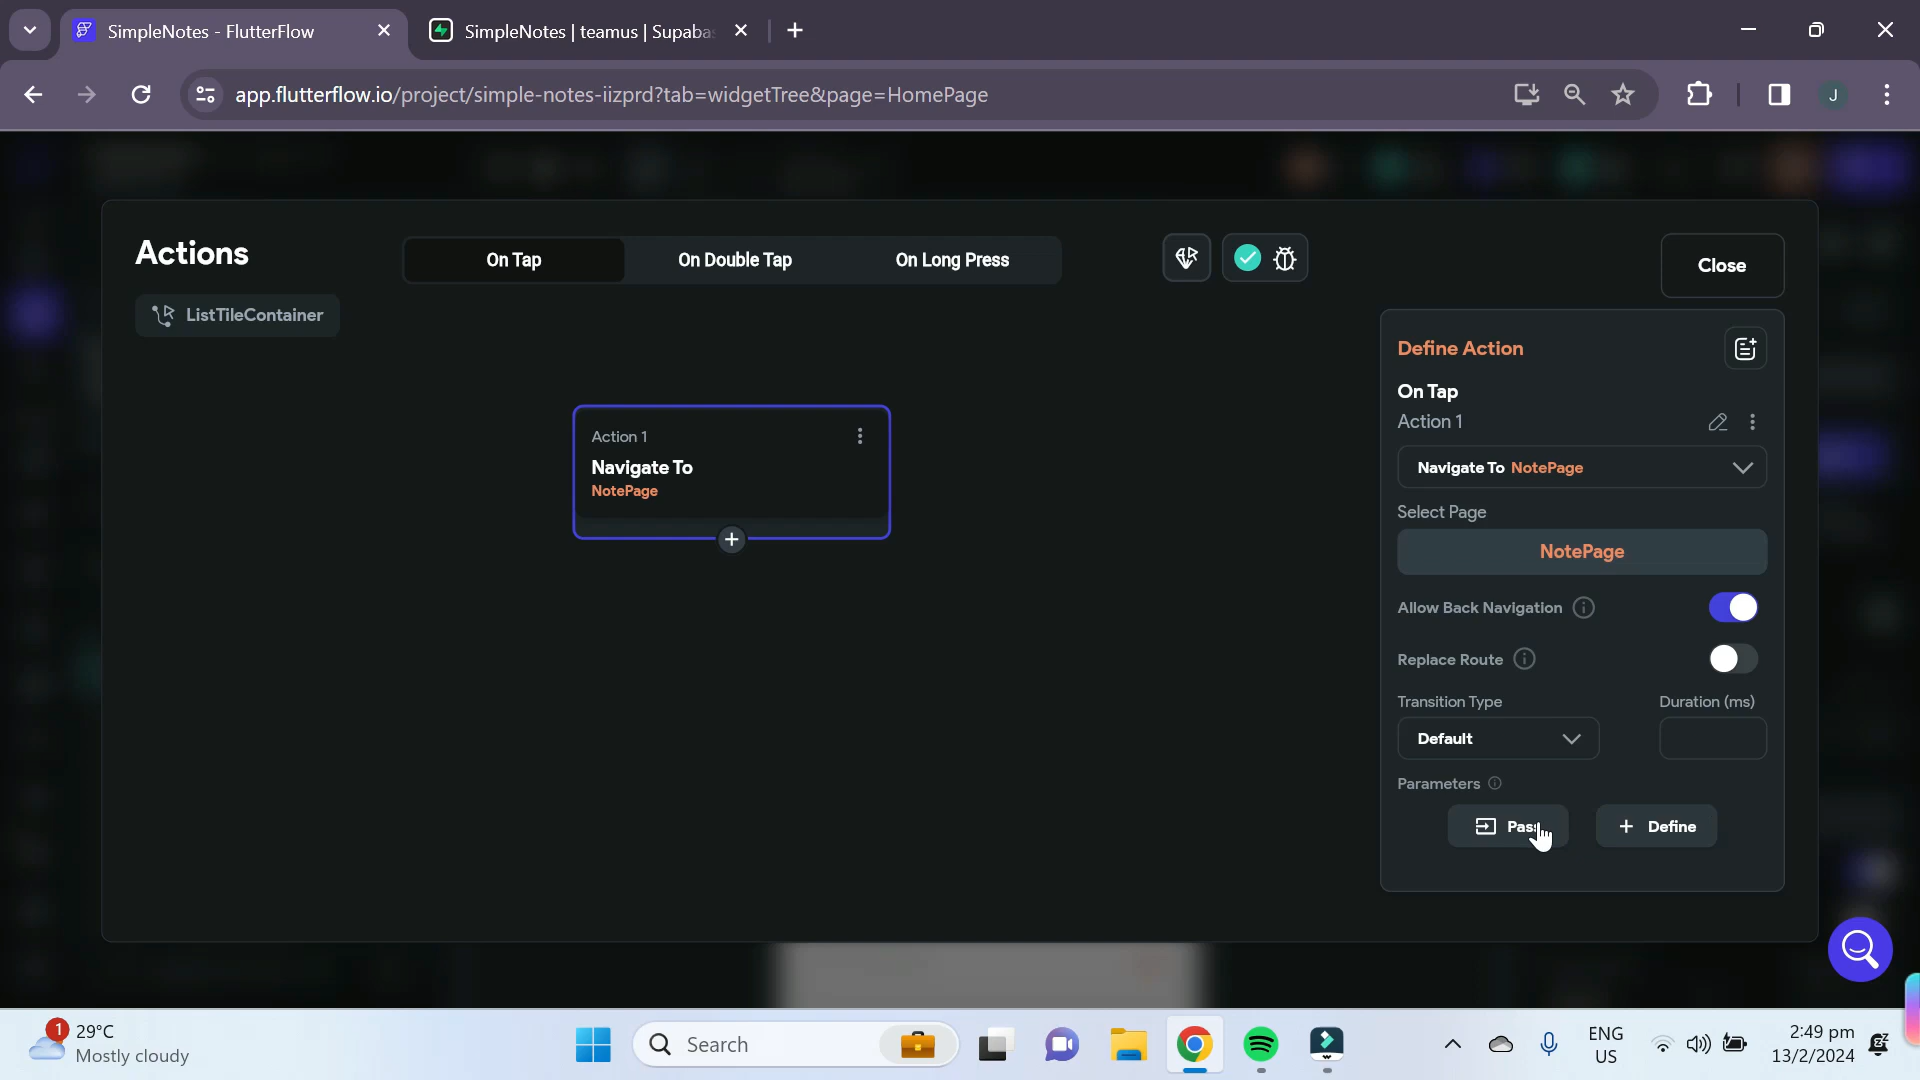 SimpleNotes - FlutterFlow
SimpleNotes | teamus | Supaba
app.flutterflow.io/project/simple-notes-iizprd?tab=widgetTree&page=HomePage
J
Actions
On Tap
On Double Tap
On Long Press
Close
ListTileContainer
Define Action
On Tap
Action 1
Navigate To NotePage
Select Page
NotePage
Allow Back Navigation
Replace Route
Transition Type
Duration (ms)
Default
Parameters
Pass
Define
Action 1
Navigate To
NotePage
1
29°C
Mostly cloudy
Search
ENG
US
2:49 pm
13/2/2024